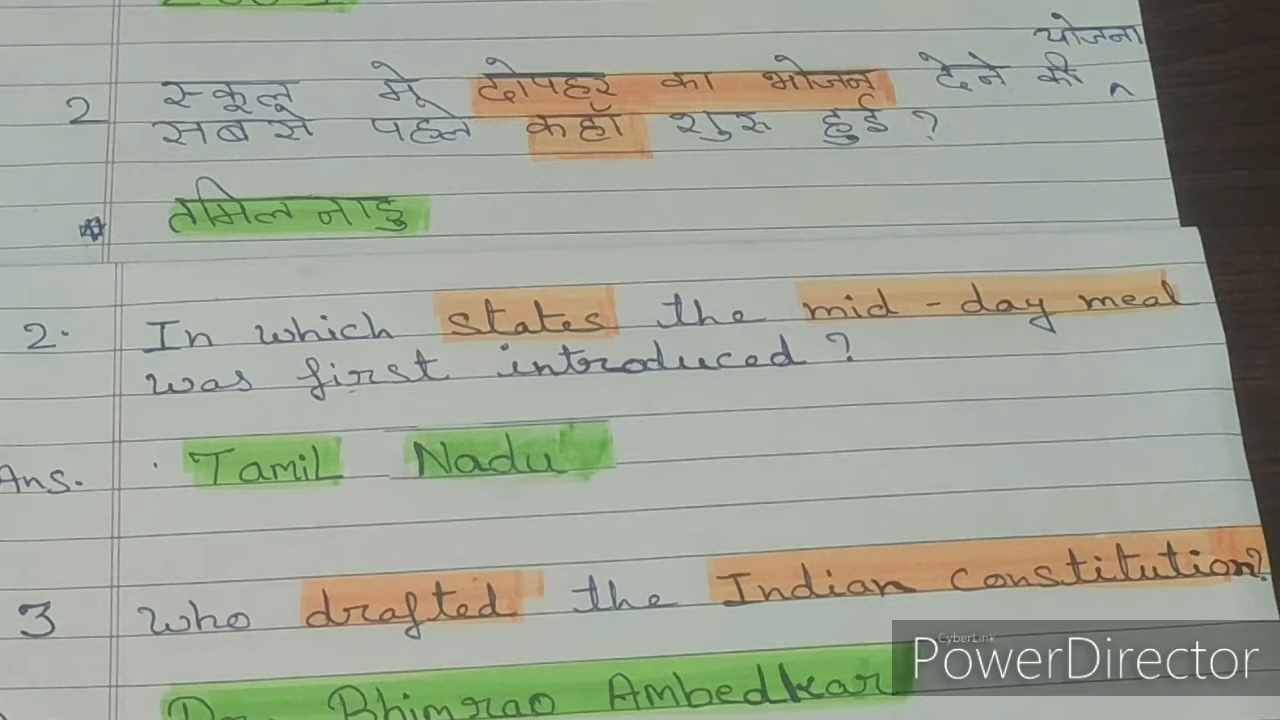 योजना
2 स्कूल मे दोपहर का भोजन देने की ^
सबसे पहले कहाँ शुरू हुई ?
तमिल नाडु
2. In which states the mid-day meal
was first introduced ?
Ans. Tamil Nadu
3 Who drafted the Indian constitution?
Dr. Bhimrao Ambedkar
CyberLink
PowerDirector